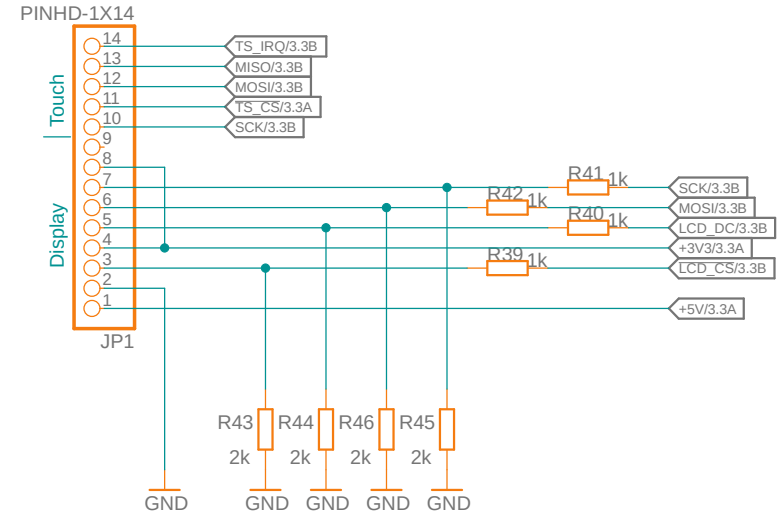 PINHD-1X14
14 TS_IRQ/3.3B
13 MISO/3.3B
12 MOSI/3.3B
11 TS_CS/3.3A
10 SCK/3.3B
9
8
7 R41 1k SCK/3.3B
6 R42 1k MOSI/3.3B
5 R40 1k LCD_DC/3.3B
4 +3V3/3.3A
3 R39 1k LCD_CS/3.3B
2
1 +5V/3.3A
Touch
Display
JP1
R43 R44 R46 R45
2k 2k 2k 2k
GND GND GND GND GND